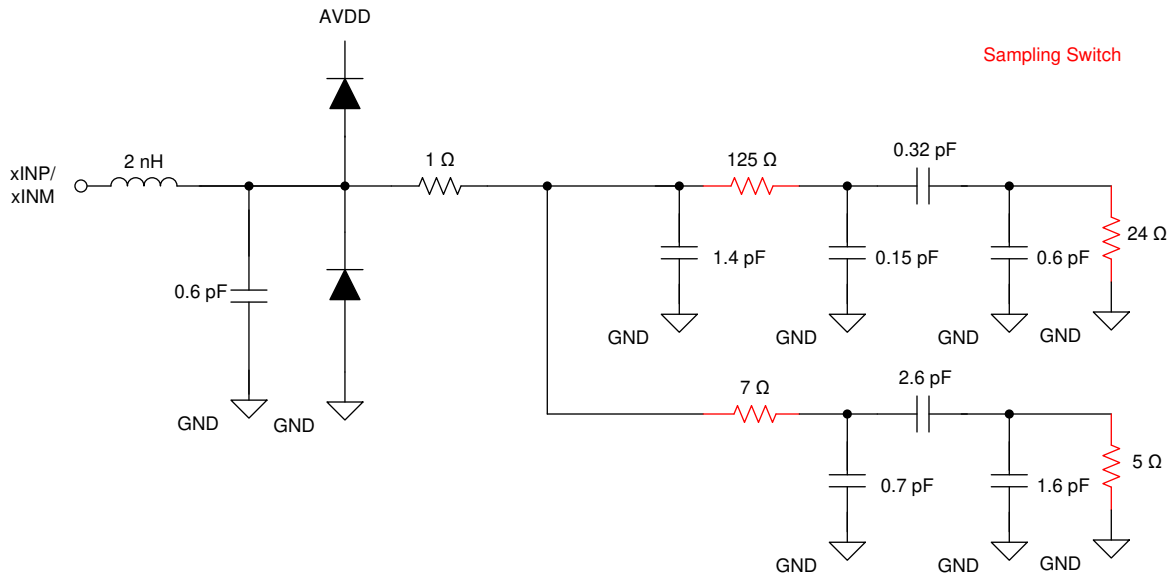 AVDD
Sampling Switch
xINP/
xINM
2 nH
1 Ω
125 Ω
0.32 pF
0.6 pF
1.4 pF
0.15 pF
0.6 pF
24 Ω
GND
GND
GND
GND
GND
GND
7 Ω
2.6 pF
0.7 pF
1.6 pF
5 Ω
GND
GND
GND